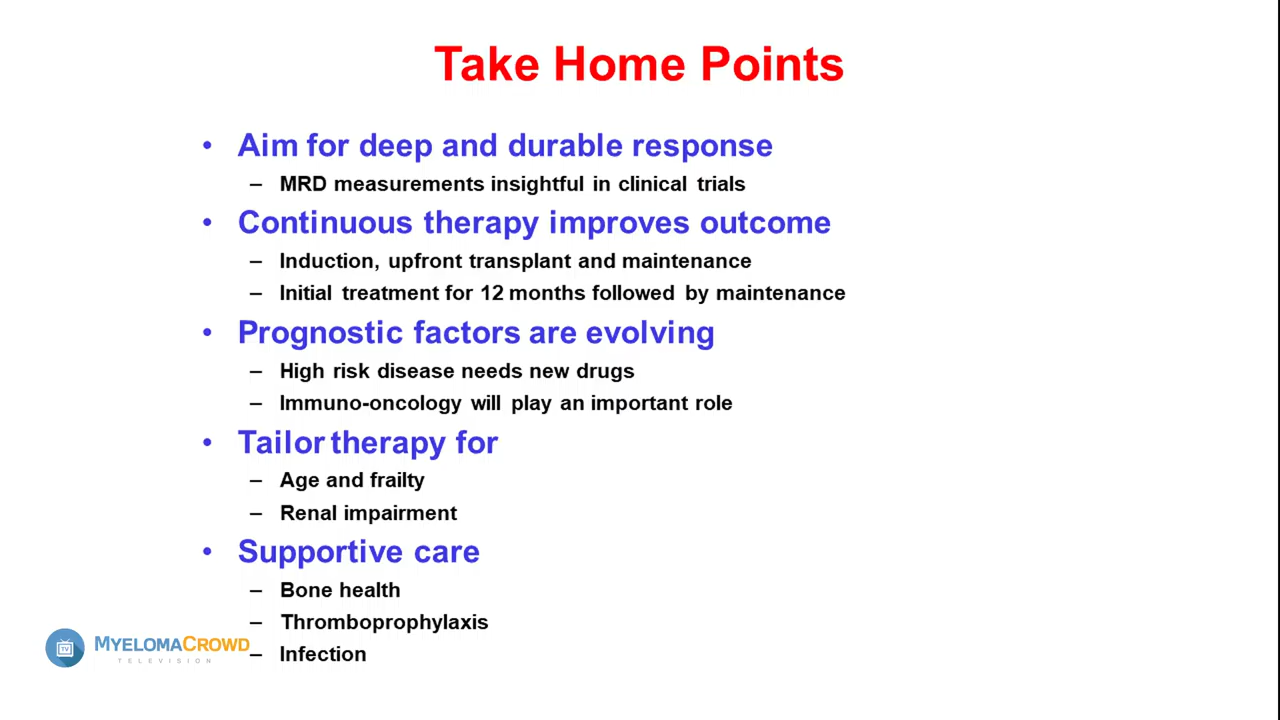 Take Home Points
• Aim for deep and durable response
– MRD measurements insightful in clinical trials
• Continuous therapy improves outcome
– Induction, upfront transplant and maintenance
– Initial treatment for 12 months followed by maintenance
• Prognostic factors are evolving
– High risk disease needs new drugs
– Immuno-oncology will play an important role
• Tailor therapy for
– Age and frailty
– Renal impairment
• Supportive care
– Bone health
– Thromboprophylaxis
– Infection
TV
MYELOMACROWD
TELEVISION